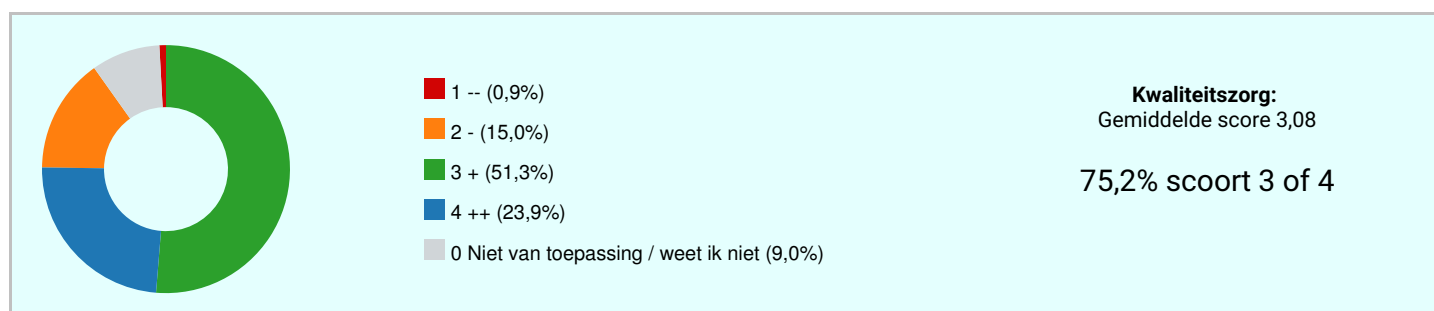 1 -- (0,9%)
2 - (15,0%)
3 + (51,3%)
4 ++ (23,9%)
0 Niet van toepassing / weet ik niet (9,0%)
Kwaliteitszorg:
Gemiddelde score 3,08
75,2% scoort 3 of 4